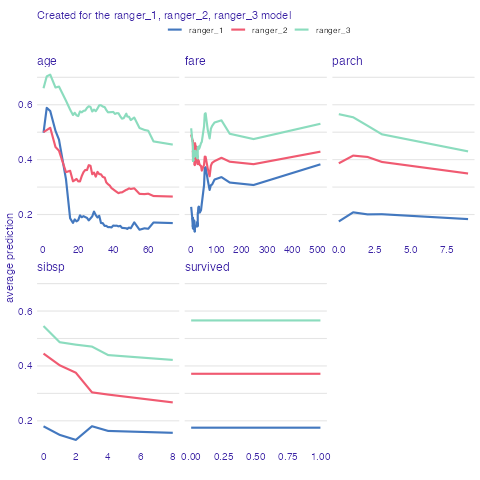 Created for the ranger_1, ranger_2, ranger_3 model
ranger_1 ranger_2 ranger_3
age fare parch
0.6
0.4
0.2
0 20 40 60 0 100 200 300 400 500 0.0 2.5 5.0 7.5
average prediction
sibsp survived
0.6
0.4
0.2
0 2 4 6 8 0.00 0.25 0.50 0.75 1.00